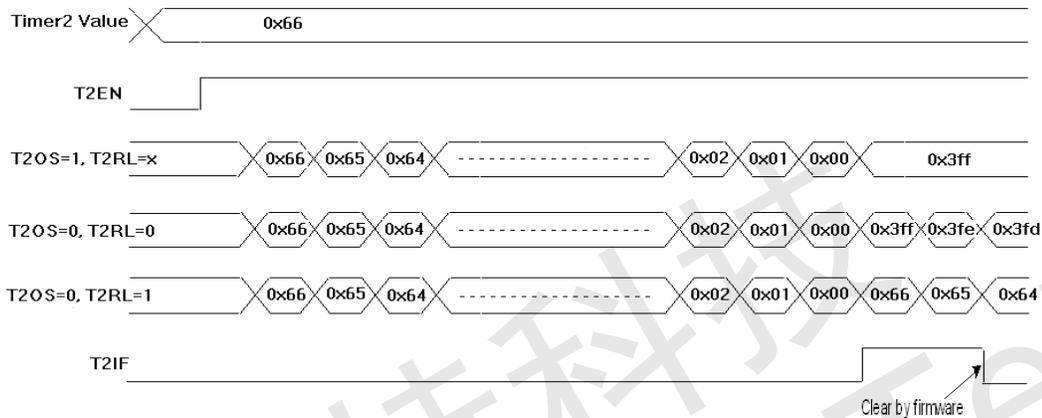 Timer2 Value 0x66
T2EN
T2OS=1, T2RL=x 0x66 0x65 0x64 0x02 0x01 0x00 0x3ff
T2OS=0, T2RL=0 0x66 0x65 0x64 0x02 0x01 0x00 0x3ff 0x3fe 0x3fd
T2OS=0, T2RL=1 0x66 0x65 0x64 0x02 0x01 0x00 0x66 0x65 0x64
T2IF
Clear by firmware
科技